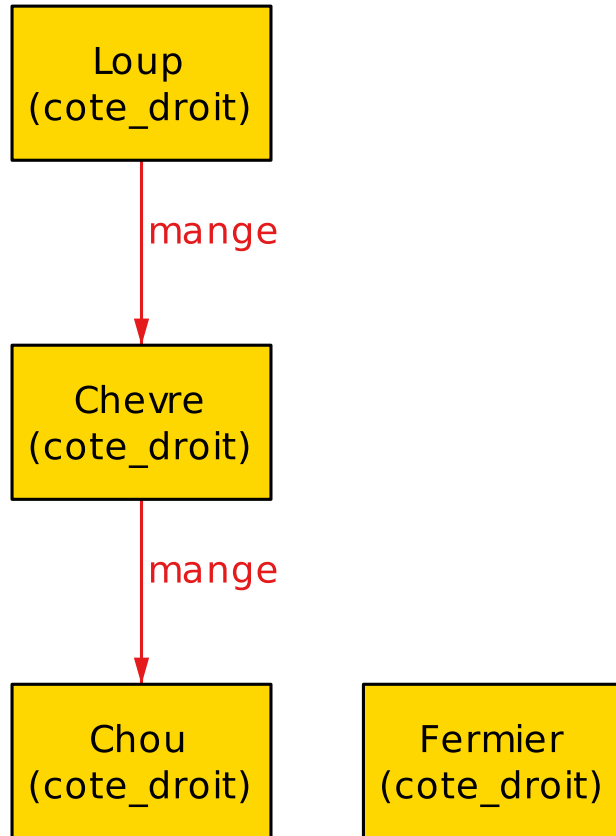 Loup
(cote_droit)
mange
Chevre
(cote_droit)
mange
Chou
(cote_droit)
Fermier
(cote_droit)